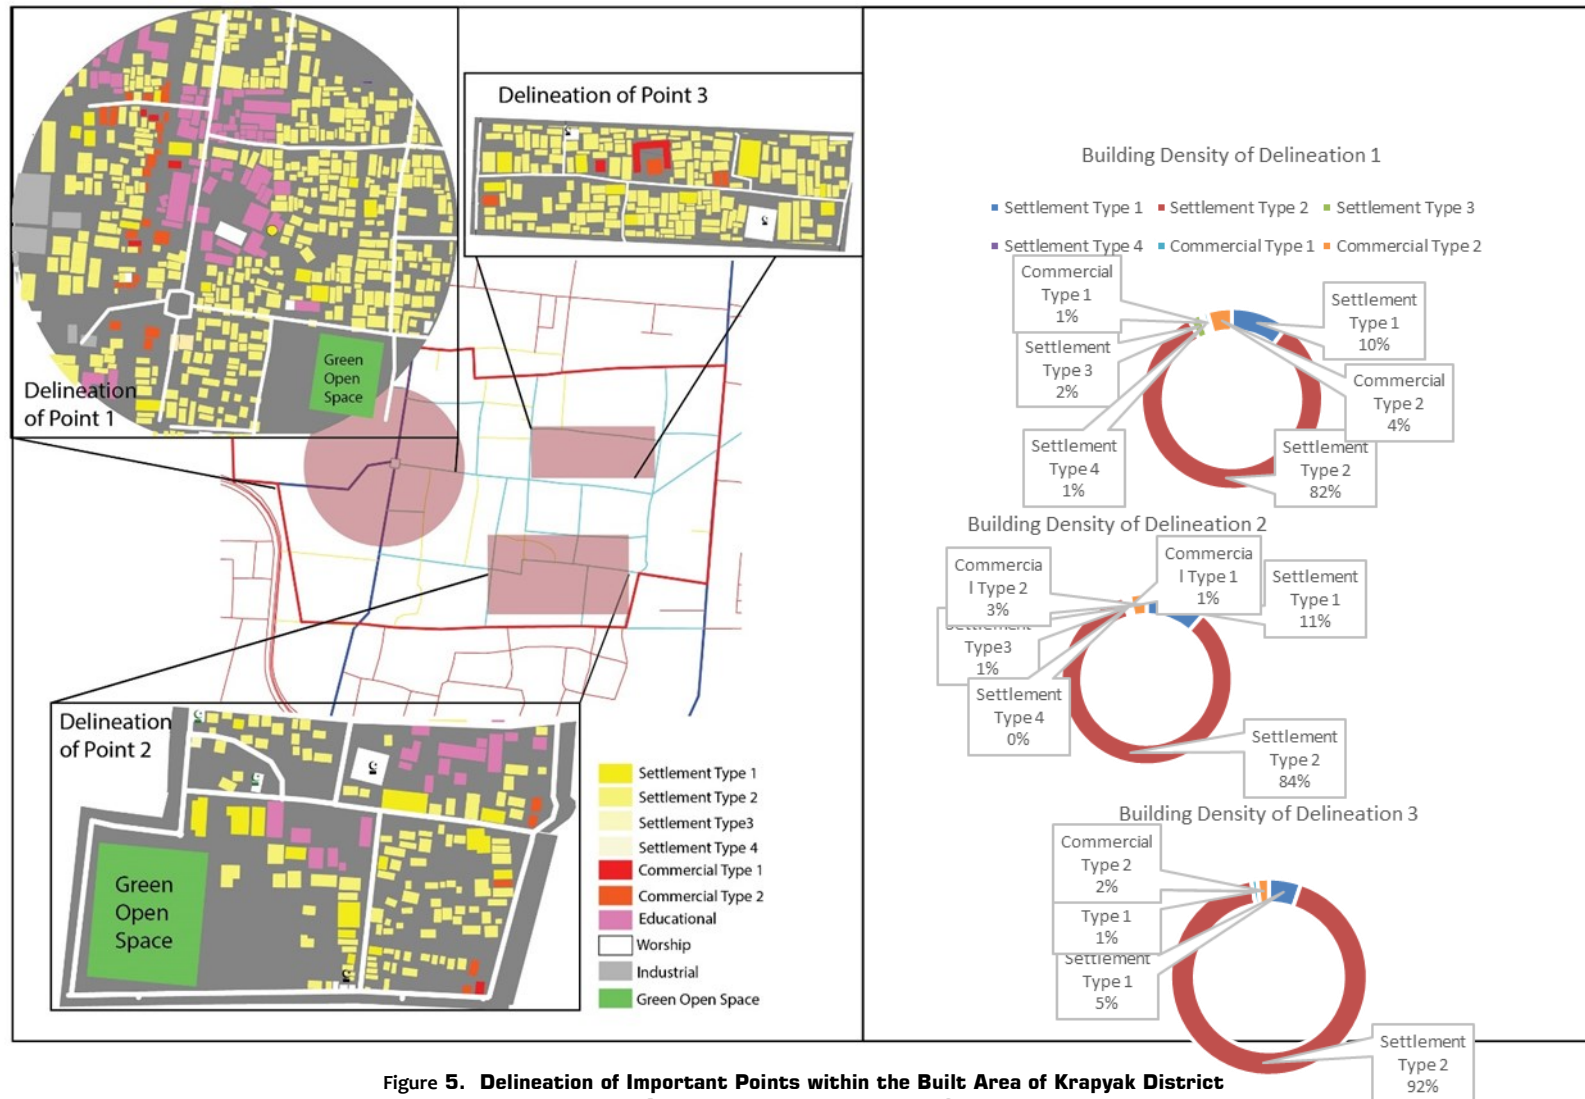 Delineation of Point 3
Green
Open
Space
Delineation
of Point 1
Delineation
of Point 2
Green
Open
Space
Settlement Type 1
Settlement Type 2
Settlement Type3
Settlement Type 4
Commercial Type 1
Commercial Type 2
Educational
Worship
Industrial
Green Open Space
Building Density of Delineation 1
Settlement Type 1 Settlement Type 2 Settlement Type 3
Settlement Type 4 Commercial Type 1 Commercial Type 2
Commercial
Type 1
1%
Settlement
Type 1
10%
Settlement
Type 3
2%
Commercial
Type 2
4%
Settlement
Type 4
1%
Settlement
Type 2
82%
Building Density of Delineation 2
Commercia
l Type 2
3%
Commercia
l Type 1
1%
Settlement
Type 1
11%
Settlement
Type3
1%
Settlement
Type 4
0%
Settlement
Type 2
84%
Building Density of Delineation 3
Commercial
Type 2
2%
Type 1
1%
Settlement
Type 1
5%
Settlement
Type 2
92%
Figure 5. Delineation of Important Points within the Built Area of Krapyak District